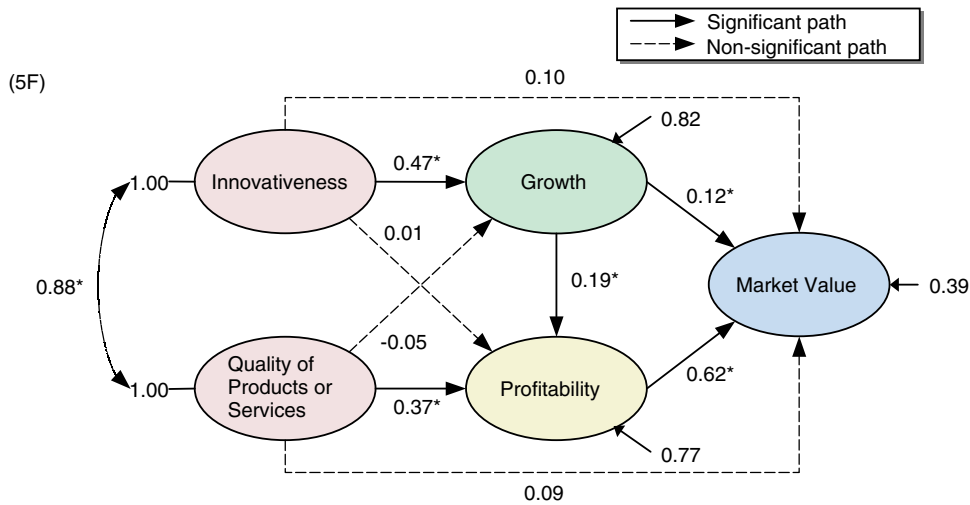 Significant path
Non-significant path
(5F)
0.10
0.82
1.00
Innovativeness
0.47*
Growth
0.12*
0.01
0.88*
0.19*
Market Value
0.39
-0.05
1.00
Quality of
Products or
Services
0.37*
Profitability
0.62*
0.77
0.09